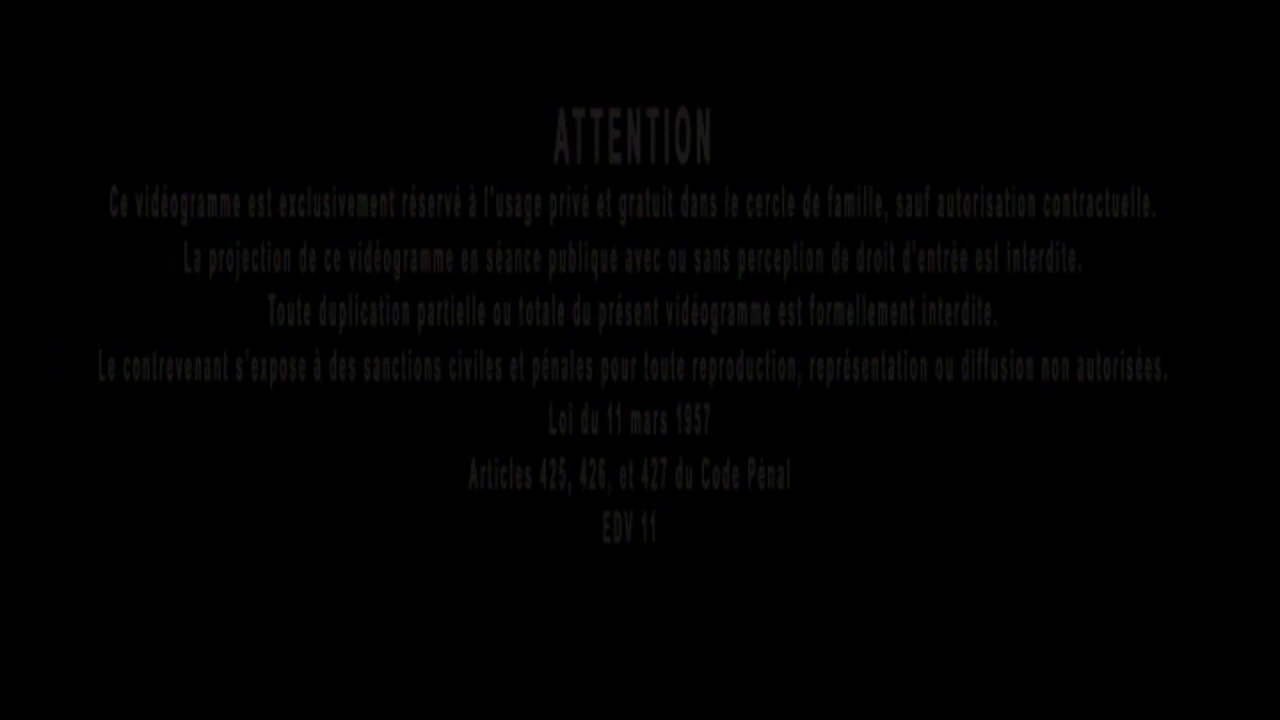 ATTENTION
Ce vidéogramme est exclusivement réservé à l'usage privé et gratuit dans le cercle de famille, sauf autorisation contractuelle.
La projection de ce vidéogramme en séance publique avec ou sans perception de droit d'entrée est interdite.
Toute duplication partielle ou totale du présent vidéogramme est formellement interdite.
Le contrevenant s'expose à des sanctions civiles et pénales pour toute reproduction, représentation ou diffusion non autorisées.
Loi du 11 mars 1957
Articles 425, 426, et 427 du Code Pénal
EDV 11